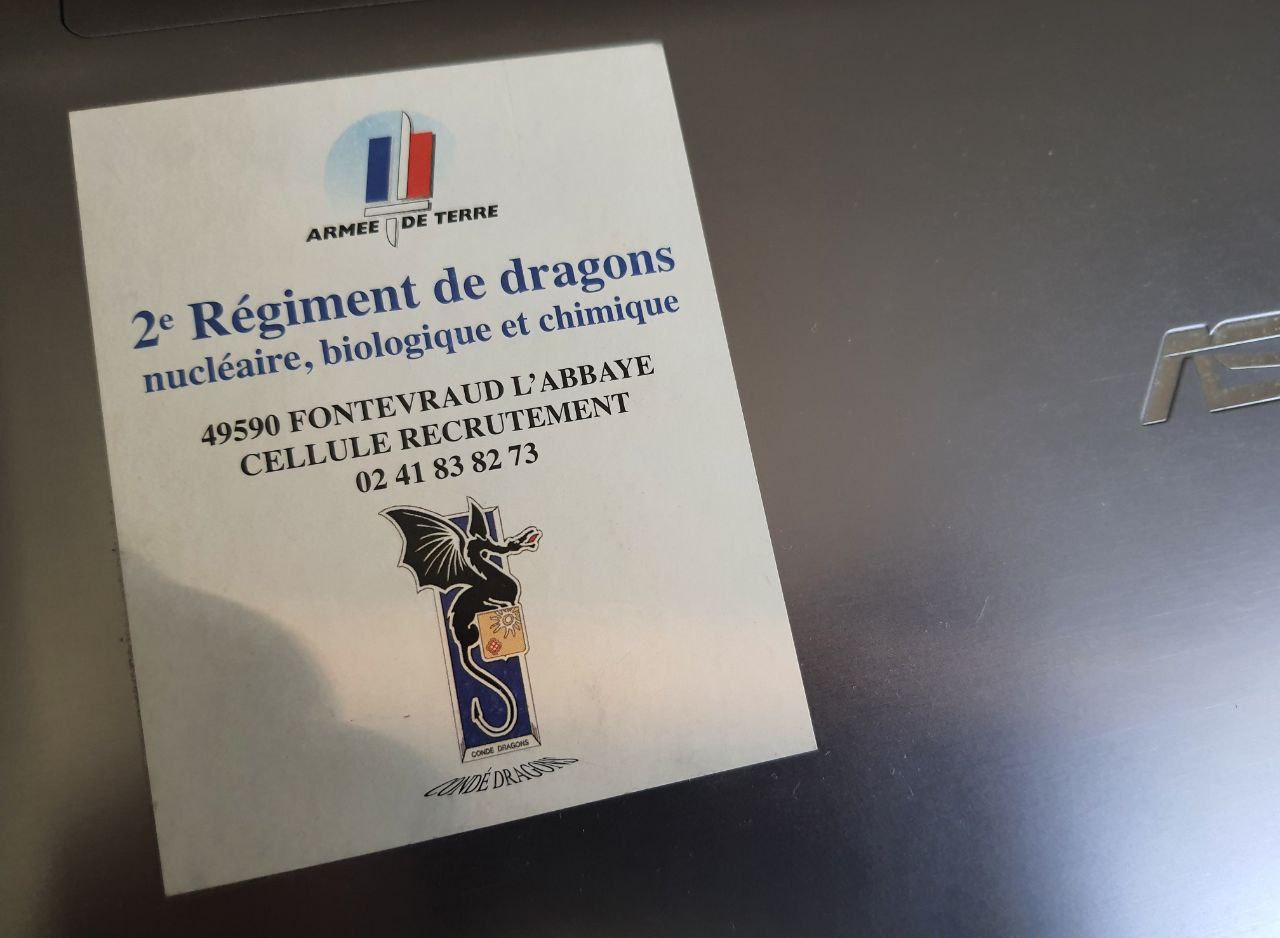 ARMEE DE TERRE
2e Régiment de dragons
nucléaire, biologique et chimique
49590 FONTEVRAUD L'ABBAYE
CELLULE RECRUTEMENT
02 41 83 82 73
CONDE DRAGONS
CONDÉ DRAGONS